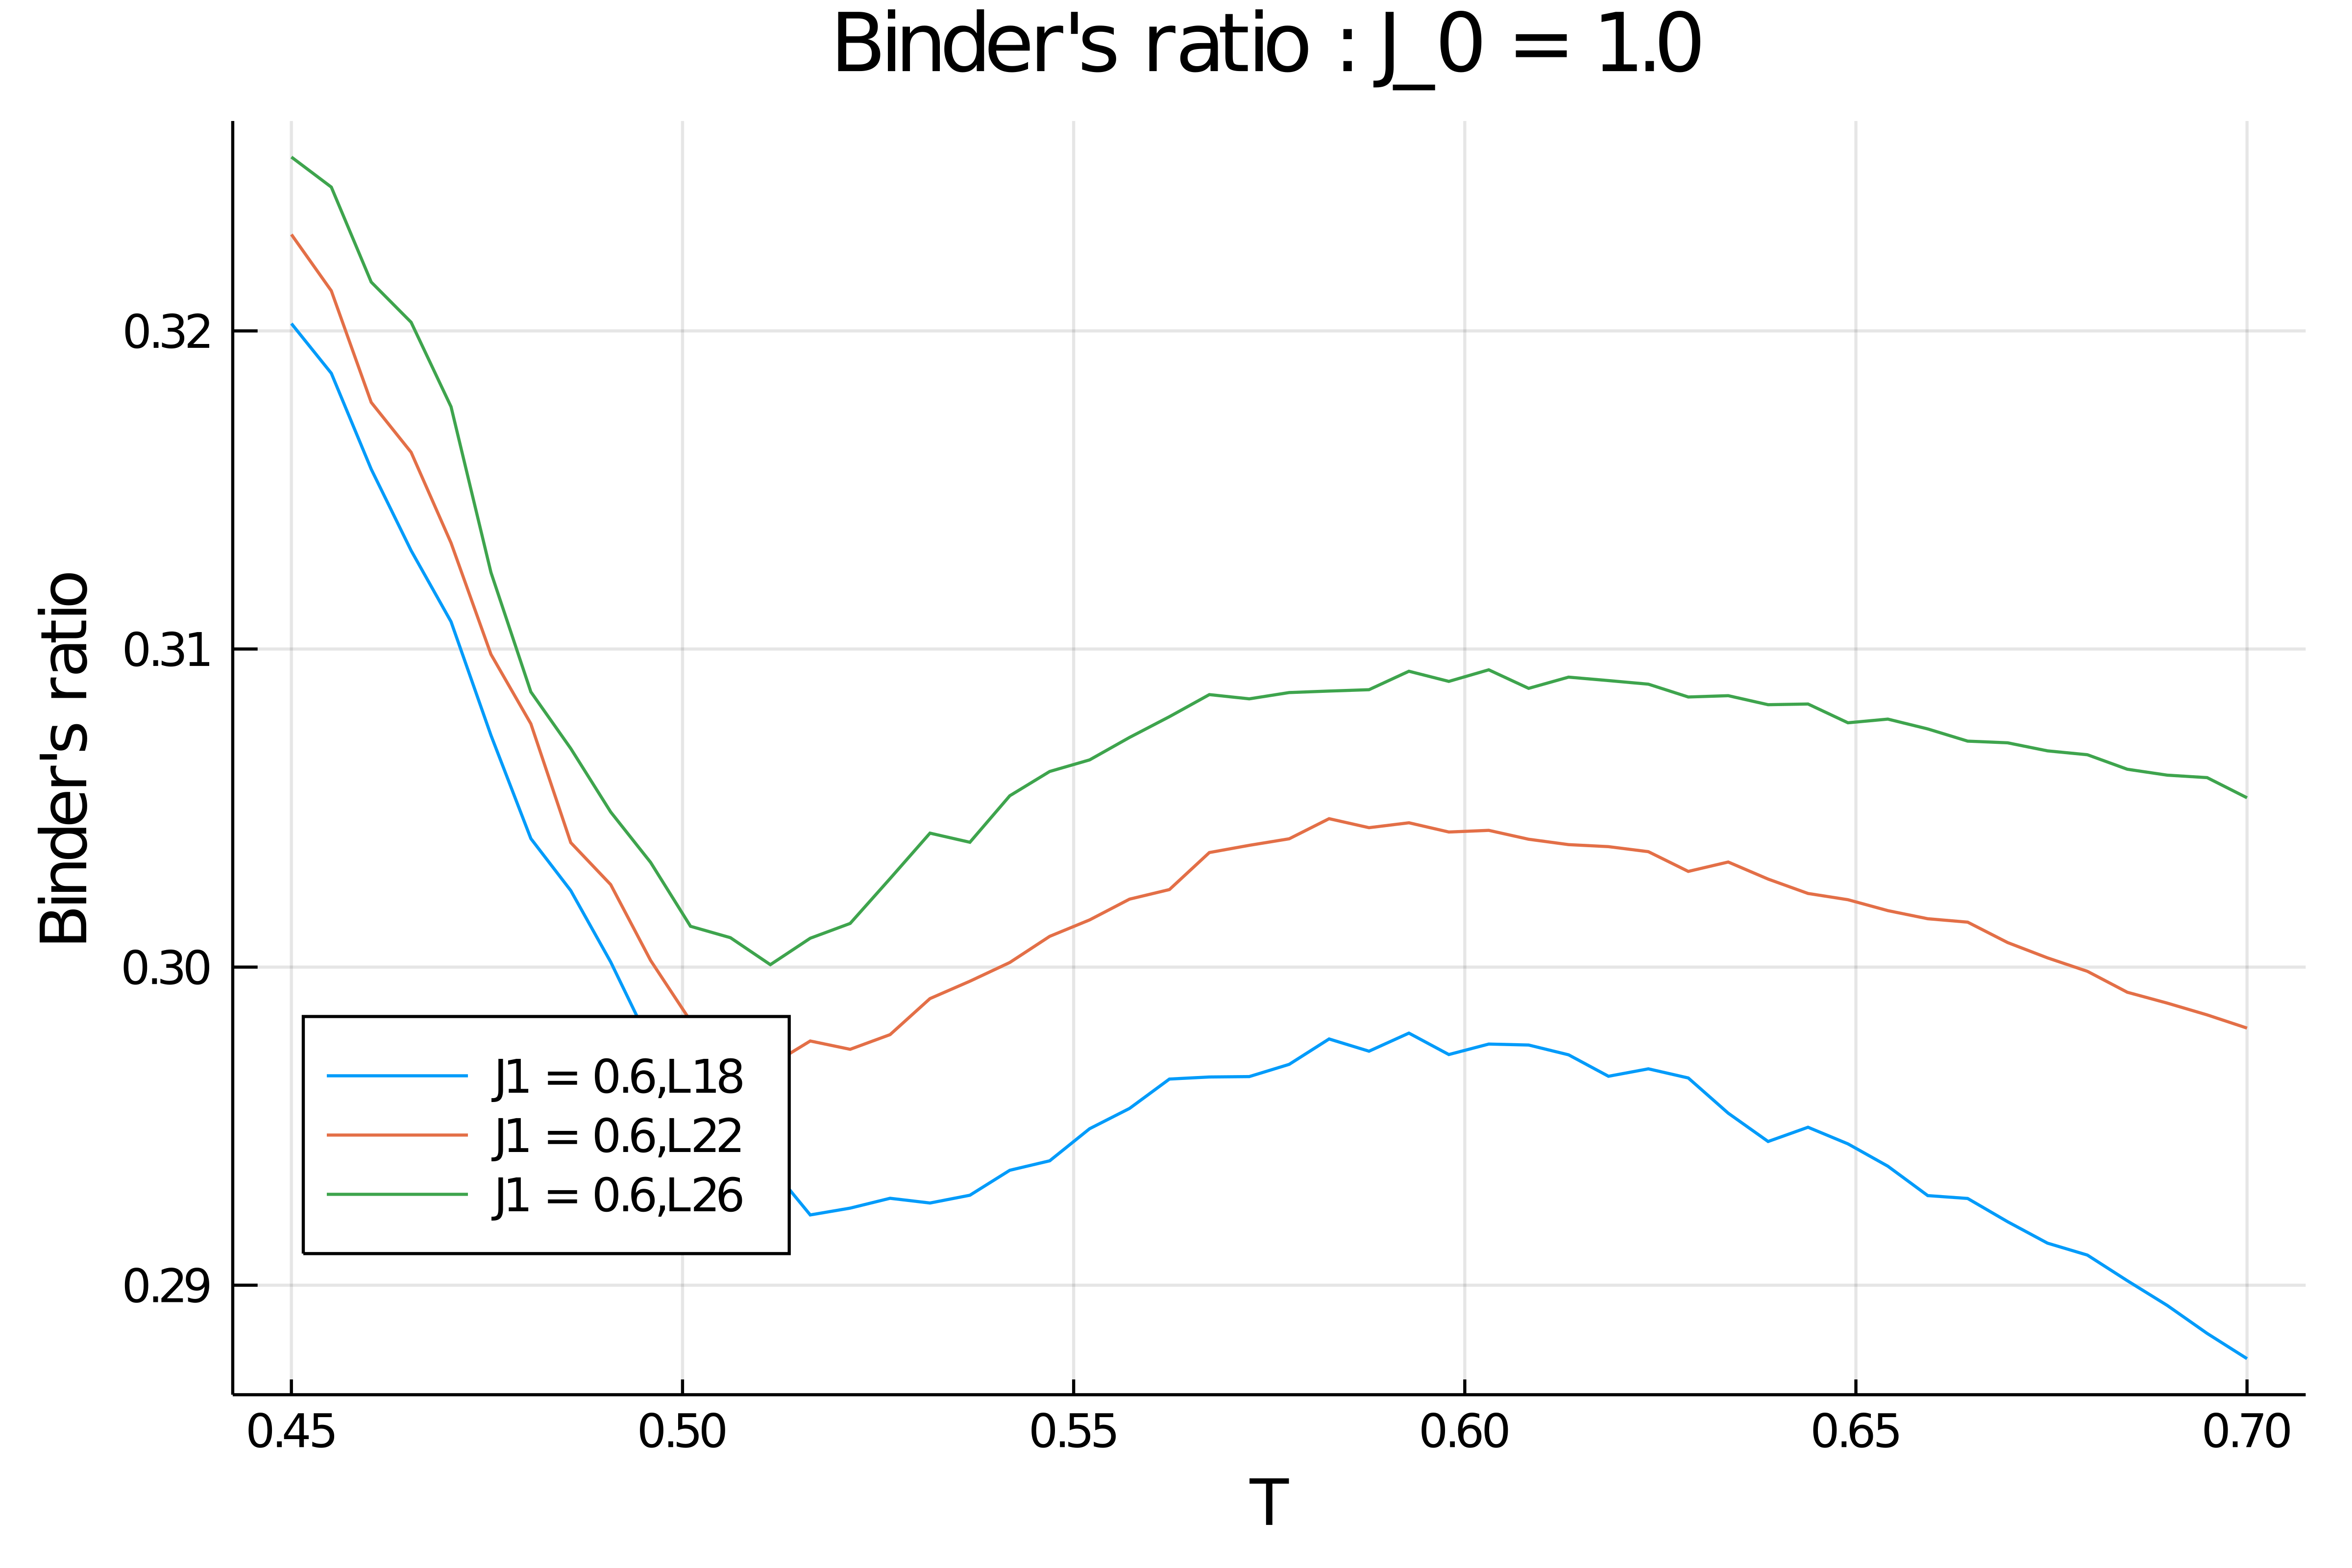 Binder's ratio : J_0 = 1.0
Binder's ratio
0.32
0.31
0.30
0.29
J1 = 0.6,L18
J1 = 0.6,L22
J1 = 0.6,L26
0.45 0.50 0.55 0.60 0.65 0.70
T